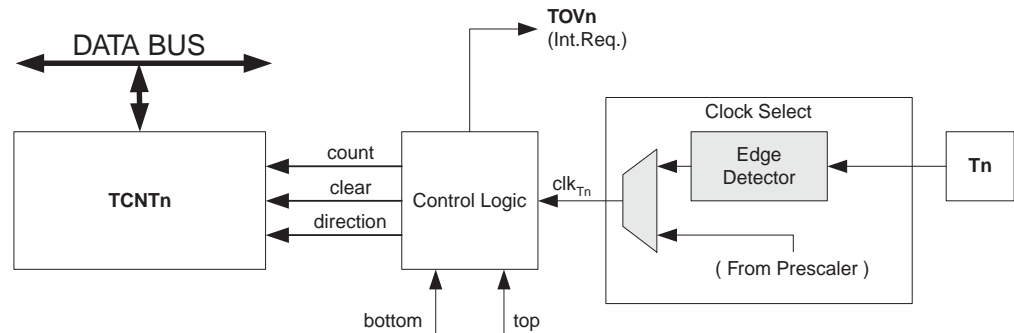 TOVn
(Int.Req.)
DATA BUS
Clock Select
count
Edge
Detector
Tn
TCNTn
clear
Control Logic
clkTn
direction
( From Prescaler )
bottom
top